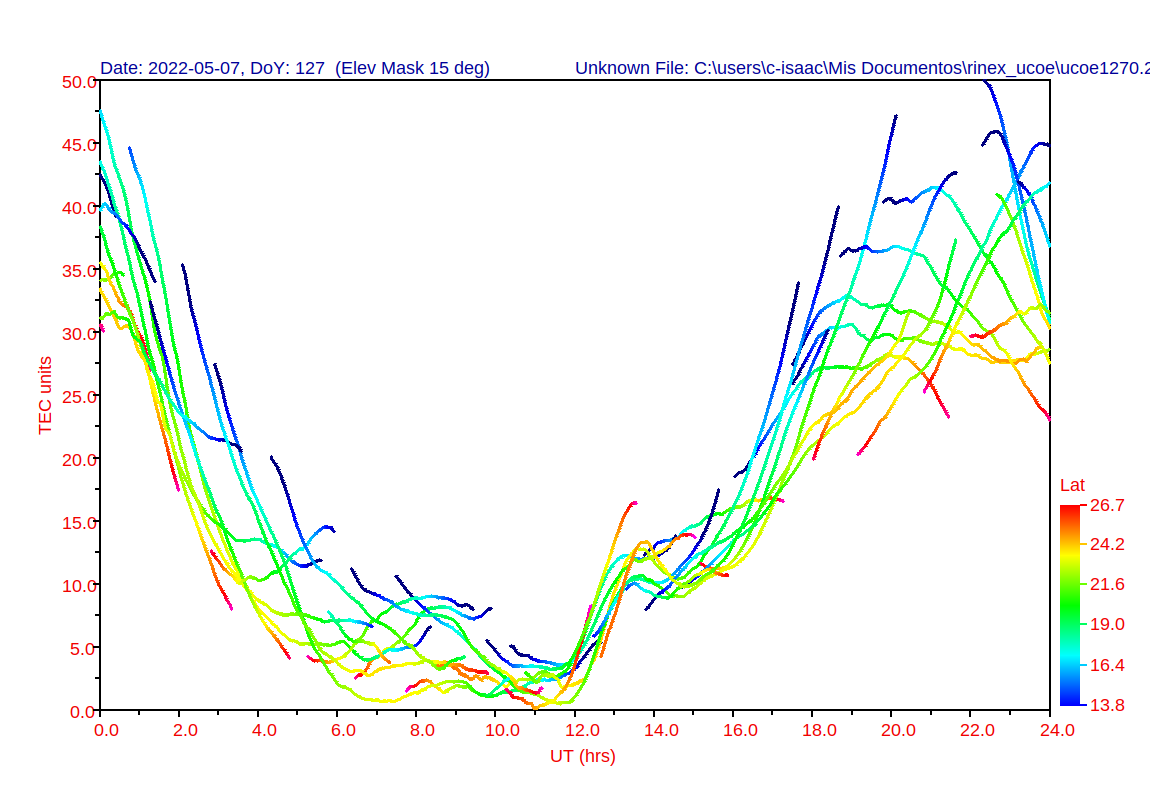 Date: 2022-05-07, DoY: 127  (Elev Mask 15 deg)
Unknown File: C:\users\c-isaac\Mis Documentos\rinex_ucoe\ucoe1270.2
50.0
45.0
40.0
35.0
30.0
25.0
20.0
15.0
10.0
5.0
0.0
TEC units
0.0 2.0 4.0 6.0 8.0 10.0 12.0 14.0 16.0 18.0 20.0 22.0 24.0
UT (hrs)
Lat
26.7
24.2
21.6
19.0
16.4
13.8